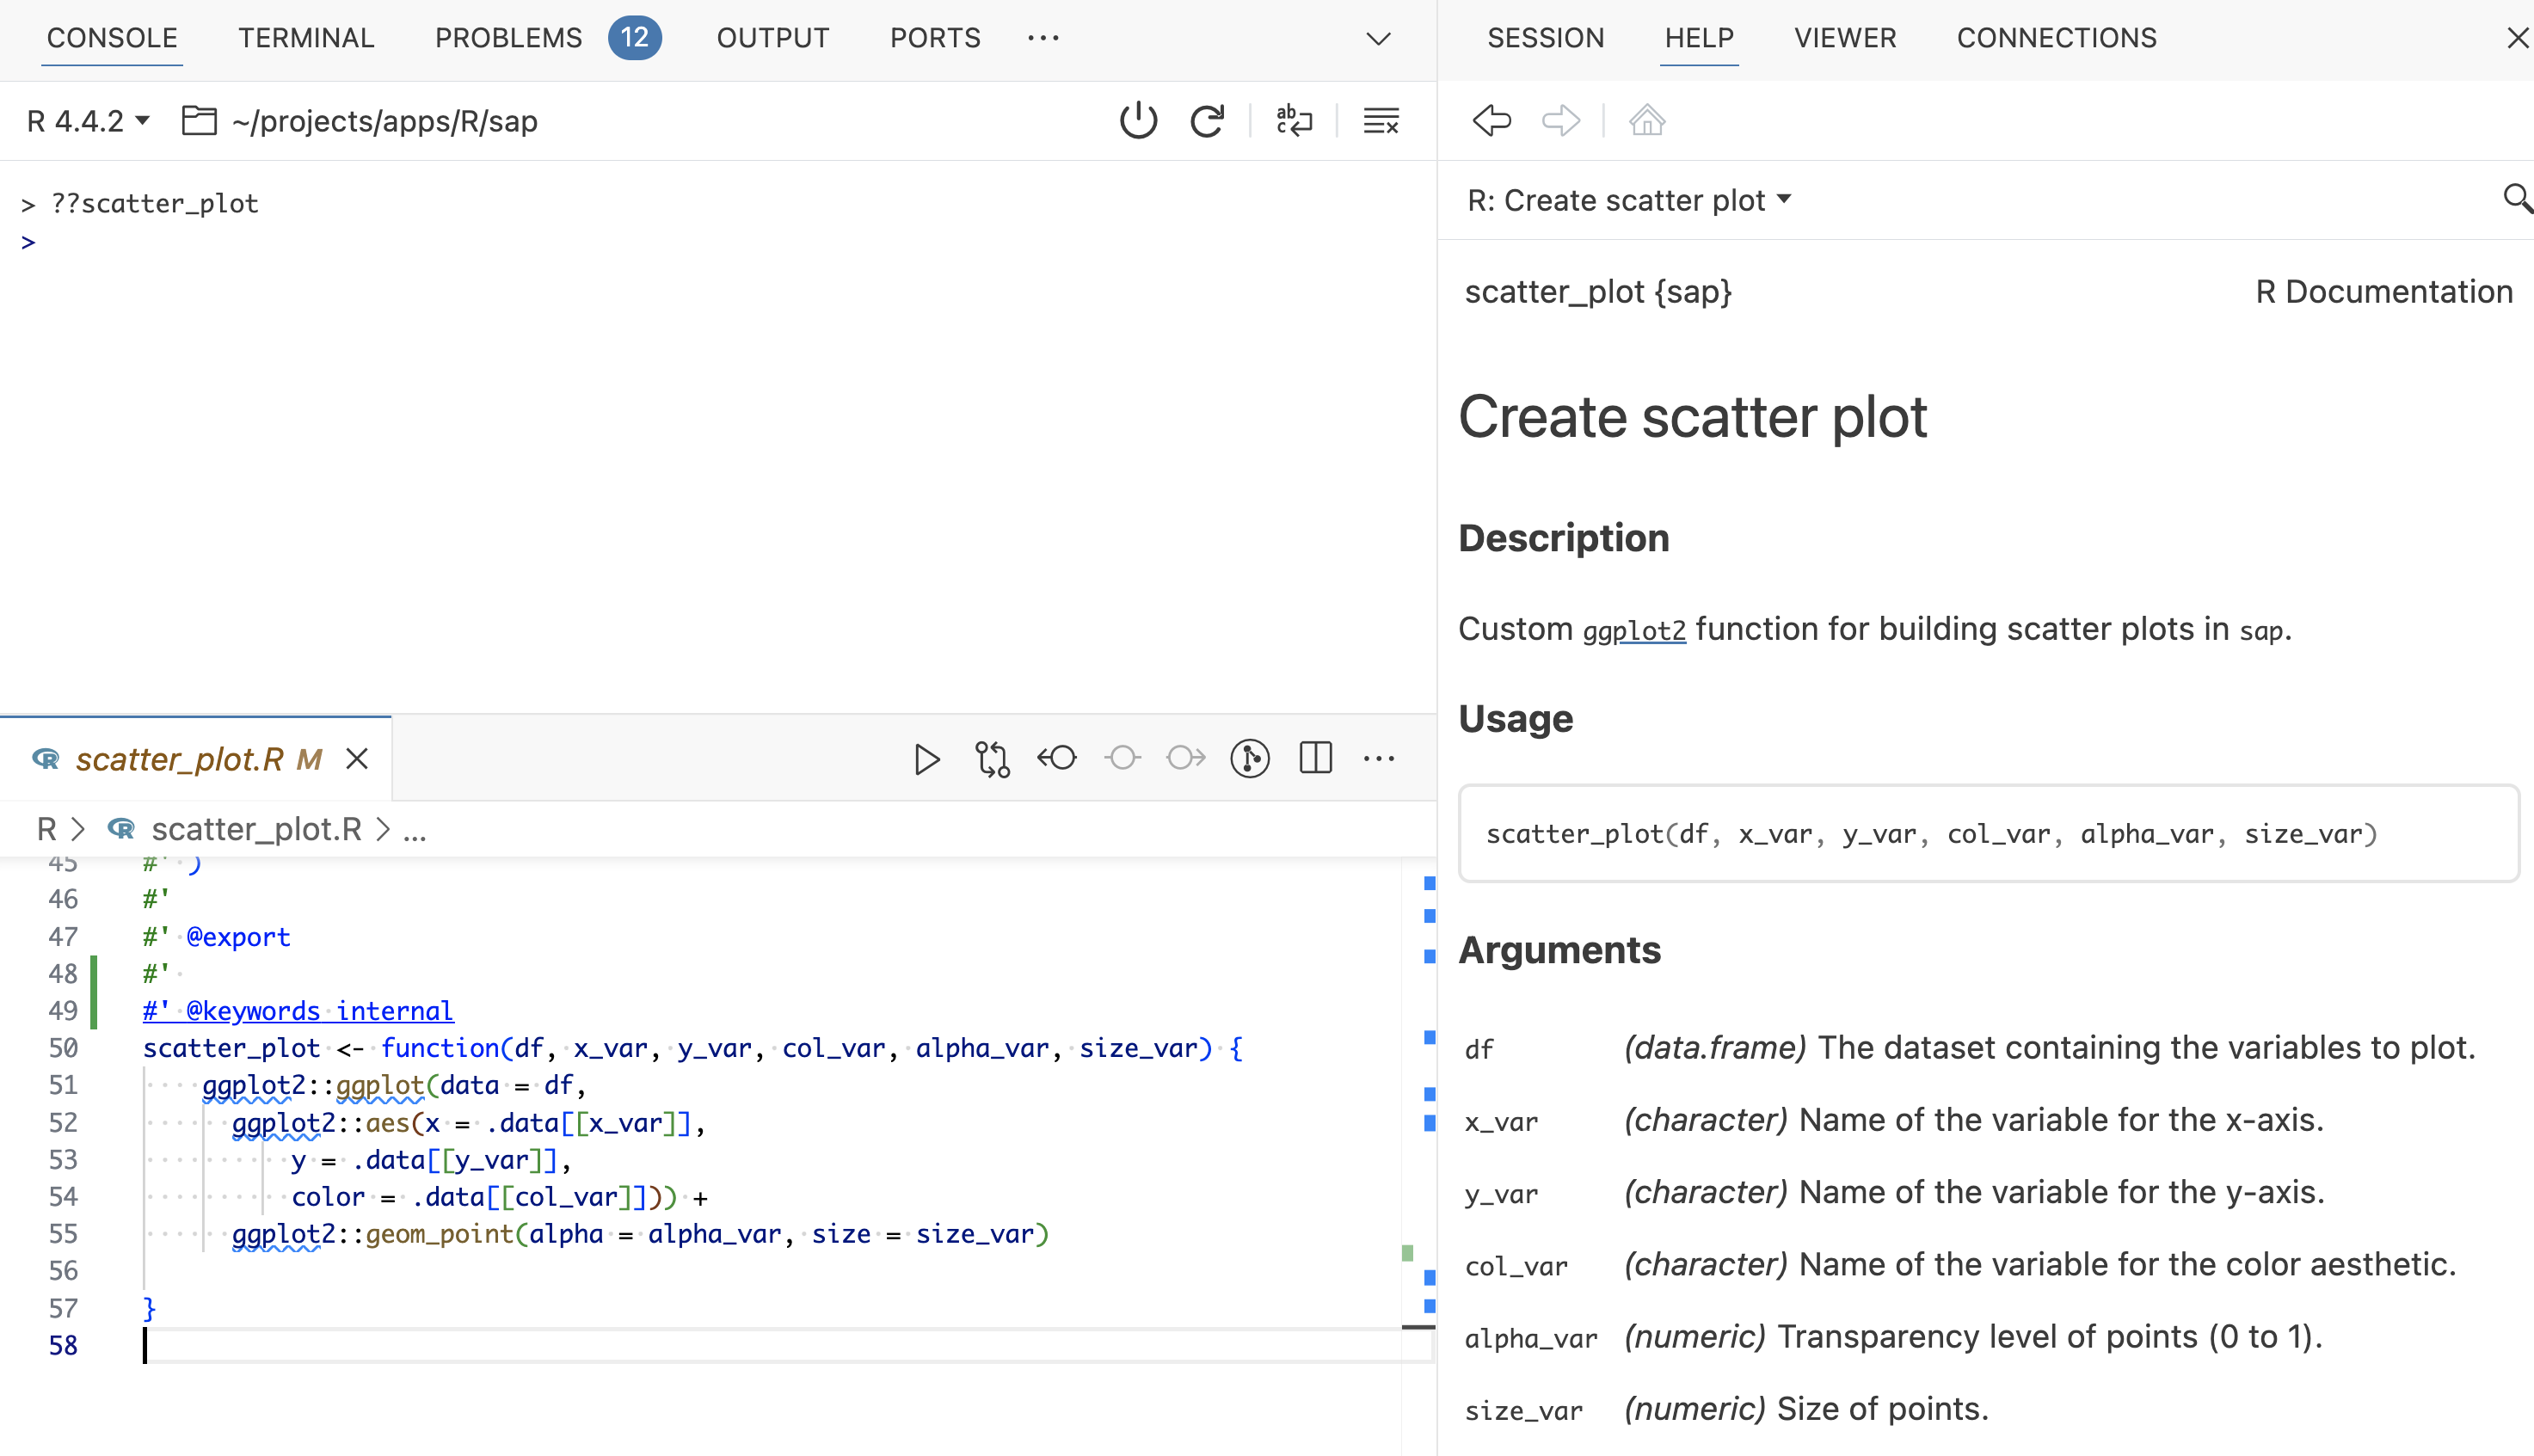 CONSOLE TERMINAL PROBLEMS 12 OUTPUT PORTS ...
R 4.4.2 ~/projects/apps/R/sap
> ??scatter_plot
>
scatter_plot.R M
R > scatter_plot.R > ...
45 #' )
46 #'
47 #' @export
48 #'
49 #' @keywords internal
50 scatter_plot <- function(df, x_var, y_var, col_var, alpha_var, size_var) {
51     ggplot2::ggplot(data = df,
52       ggplot2::aes(x = .data[[x_var]],
53           y = .data[[y_var]],
54           color = .data[[col_var]])) +
55       ggplot2::geom_point(alpha = alpha_var, size = size_var)
56
57 }
58
SESSION HELP VIEWER CONNECTIONS
R: Create scatter plot
scatter_plot {sap} R Documentation
Create scatter plot
Description
Custom ggplot2 function for building scatter plots in sap.
Usage
scatter_plot(df, x_var, y_var, col_var, alpha_var, size_var)
Arguments
df (data.frame) The dataset containing the variables to plot.
x_var (character) Name of the variable for the x-axis.
y_var (character) Name of the variable for the y-axis.
col_var (character) Name of the variable for the color aesthetic.
alpha_var (numeric) Transparency level of points (0 to 1).
size_var (numeric) Size of points.